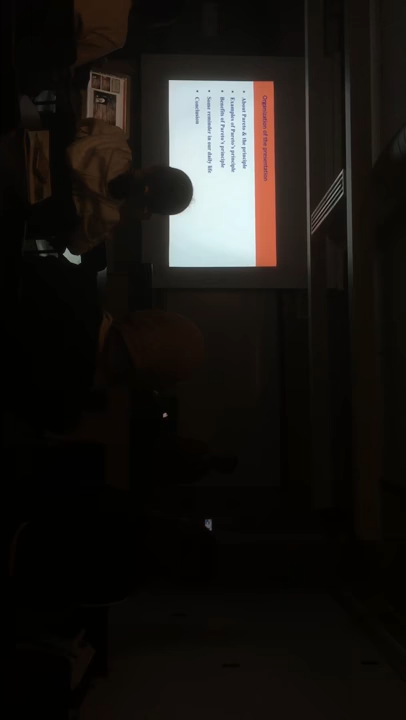 Organization of the presentation
• About Pareto & the principle
• Examples of Pareto's principle
• Benefits of Pareto's principle
• Some reminder in our daily life
• Conclusion